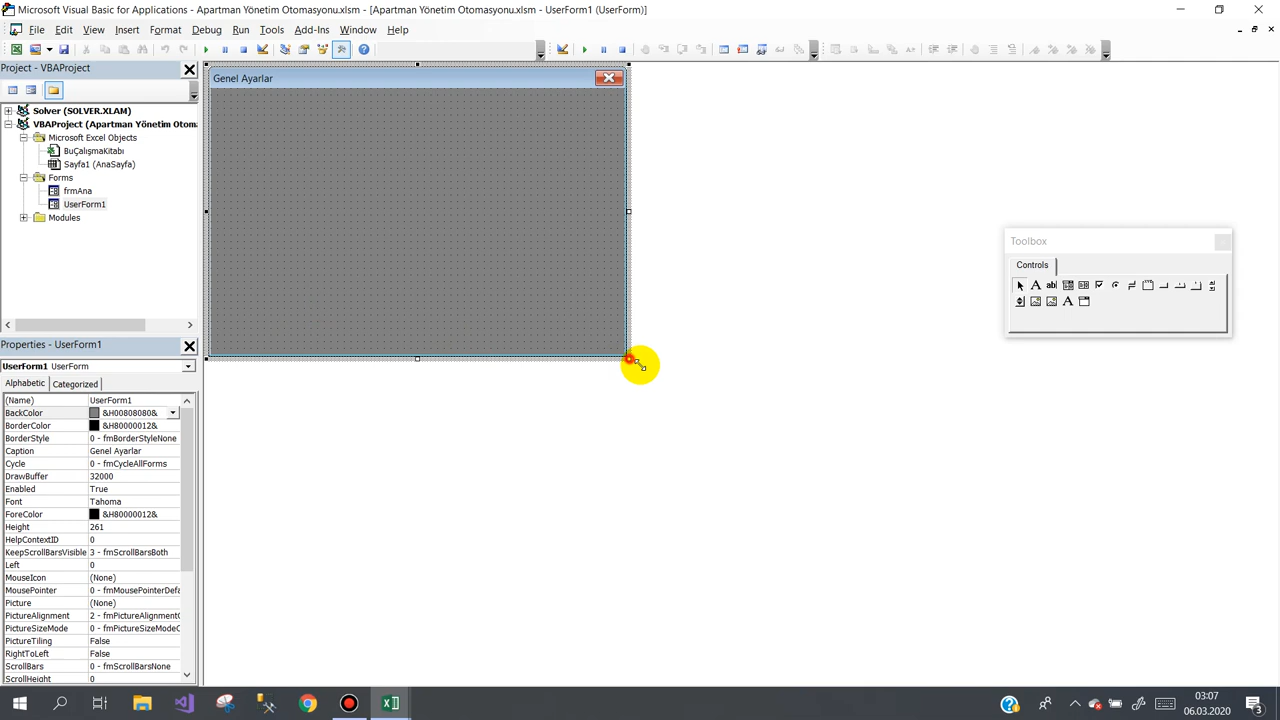 Microsoft Visual Basic for Applications - Apartman Yönetim Otomasyonu.xlsm - [Apartman Yönetim Otomasyonu.xlsm - UserForm1 (UserForm)]
File Edit View Insert Format Debug Run Tools Add-Ins Window Help
Project - VBAProject
Solver (SOLVER.XLAM)
VBAProject (Apartman Yönetim Otoma
Microsoft Excel Objects
BuÇalışmaKitabı
Sayfa1 (AnaSayfa)
Forms
frmAna
UserForm1
Modules
Genel Ayarlar
Toolbox
Controls
Properties - UserForm1
UserForm1 UserForm
Alphabetic Categorized
(Name) UserForm1
BackColor &H00808080&
BorderColor &H80000012&
BorderStyle 0 - fmBorderStyleNone
Caption Genel Ayarlar
Cycle 0 - fmCycleAllForms
DrawBuffer 32000
Enabled True
Font Tahoma
ForeColor &H80000012&
Height 261
HelpContextID 0
KeepScrollBarsVisible 3 - fmScrollBarsBoth
Left 0
MouseIcon (None)
MousePointer 0 - fmMousePointerDefa
Picture (None)
PictureAlignment 2 - fmPictureAlignmentC
PictureSizeMode 0 - fmPictureSizeModeC
PictureTiling False
RightToLeft False
ScrollBars 0 - fmScrollBarsNone
ScrollHeight 0
03:07
06.03.2020
3